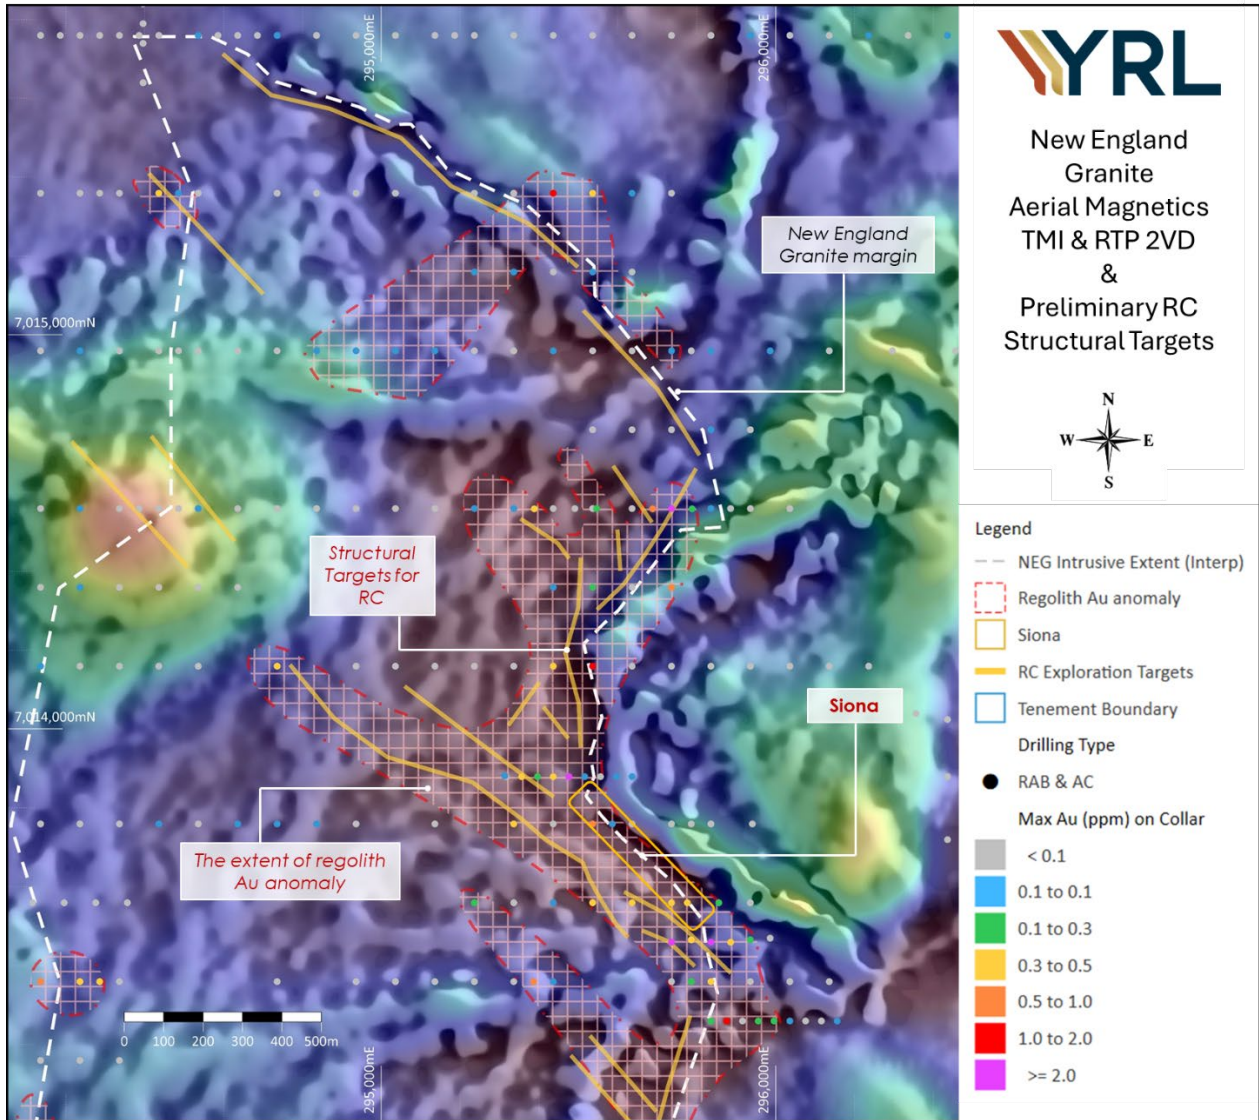 295,000mE
296,000mE
YRL
New England
Granite
Aerial Magnetics
TMI & RTP 2VD
&
Preliminary RC
Structural Targets
N
W
E
S
New England
Granite margin
7,015,000mN
Structural
Targets for
RC
Siona
7,014,000mN
The extent of regolith
Au anomaly
0 100 200 300 400 500m
295,000mE
296,000mE
Legend
NEG Intrusive Extent (Interp)
Regolith Au anomaly
Siona
RC Exploration Targets
Tenement Boundary
Drilling Type
RAB & AC
Max Au (ppm) on Collar
< 0.1
0.1 to 0.1
0.1 to 0.3
0.3 to 0.5
0.5 to 1.0
1.0 to 2.0
>= 2.0